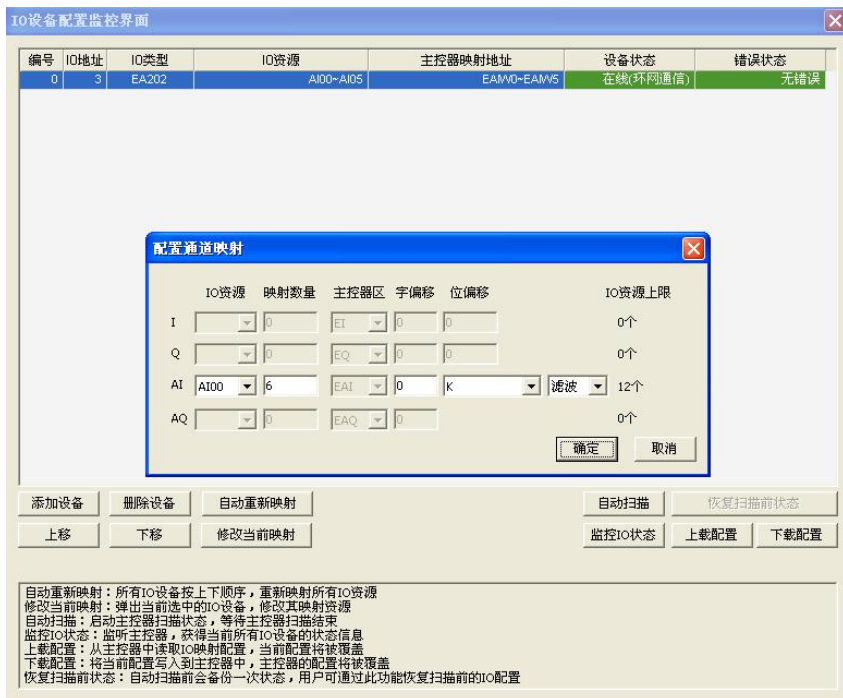 IO设备配置监控界面
编号 IO地址 IO类型 IO资源 主控器映射地址 设备状态 错误状态
0 3 EA202 AI00~AI05 EAIW0~EAIW5 在线(环网通信) 无错误
配置通道映射
IO资源 映射数量 主控器区 字偏移 位偏移 IO资源上限
I 0 EI 0 0 0个
Q 0 EQ 0 0 0个
AI AI00 6 EAI 0 K 滤波 12个
AQ 0 EAQ 0 0个
确定 取消
添加设备 删除设备 自动重新映射 自动扫描 恢复扫描前状态
上移 下移 修改当前映射 监控IO状态 上载配置 下载配置
自动重新映射：所有IO设备按上下顺序，重新映射所有IO资源
修改当前映射：弹出当前选中的IO设备，修改其映射资源
自动扫描：启动主控器扫描状态，等待主控器扫描结束
监控IO状态：监听主控器，获得当前所有IO设备的状态信息
上载配置：从主控器中读取IO映射配置，当前配置将被覆盖
下载配置：将当前配置写入到主控器中，主控器的配置将被覆盖
恢复扫描前状态：自动扫描前会备份一次状态，用户可通过此功能恢复扫描前的IO配置